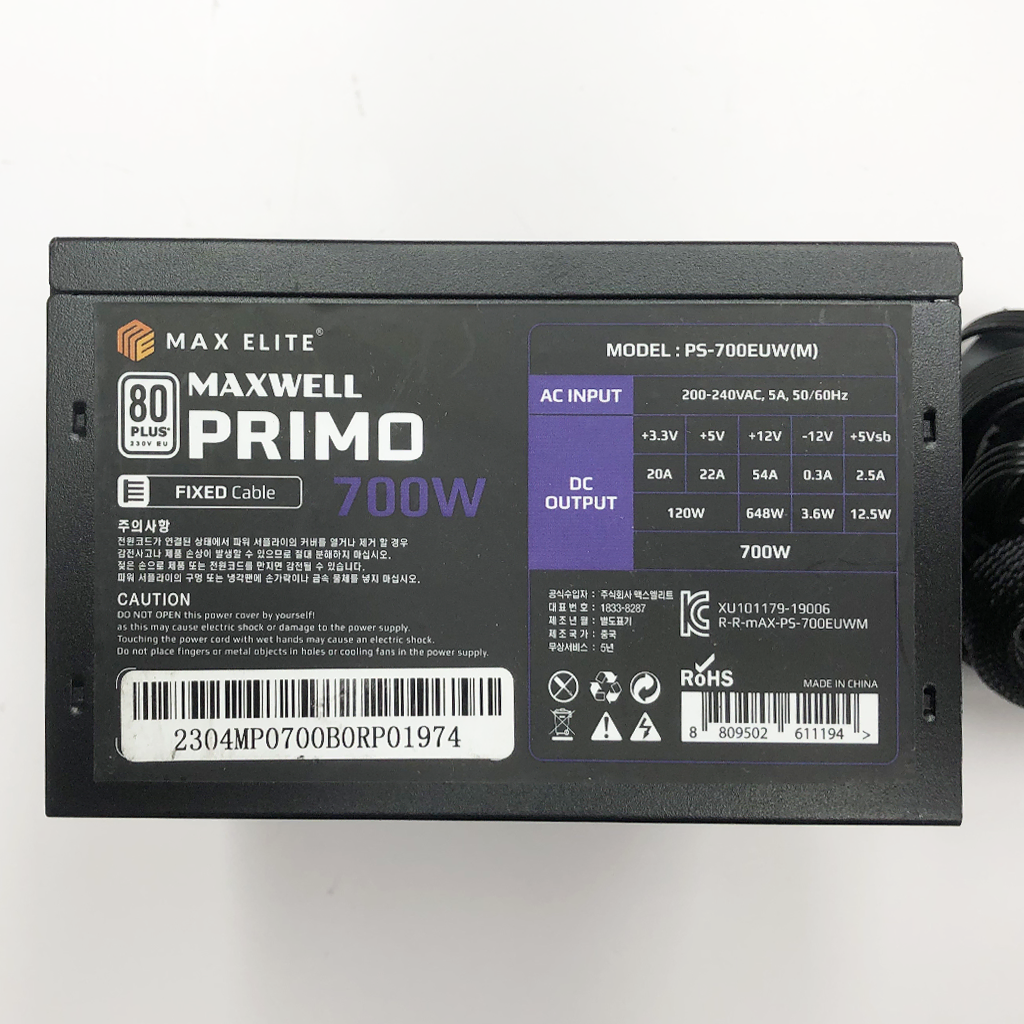 MAX ELITE®
80
PLUS®
230V EU
MAXWELL
PRIMO
FIXED Cable
700W
주의사항
전원코드가 연결된 상태에서 파워 서플라이의 커버를 열거나 제거 할 경우
감전사고나 제품 손상이 발생할 수 있으므로 절대 분해하지 마십시오.
젖은 손으로 제품 또는 전원코드를 만지면 감전될 수 있습니다.
파워 서플라이의 구멍 또는 냉각팬에 손가락이나 금속 물체를 넣지 마십시오.
CAUTION
DO NOT OPEN this power cover by yourself!
as this may cause electric shock or damage to the power supply.
Touching the power cord with wet hands may cause an electric shock.
Do not place fingers or metal objects in holes or cooling fans in the power supply.
2304MP0700B0RP01974
MODEL : PS-700EUW(M)
AC INPUT 200-240VAC, 5A, 50/60Hz
DC OUTPUT
+3.3V +5V +12V -12V +5Vsb
20A 22A 54A 0.3A 2.5A
120W 648W 3.6W 12.5W
700W
공식수입자 : 주식회사 맥스엘리트
대표번호 : 1833-8287
제조년월 : 별도표기
제조국가 : 중국
무상서비스 : 5년
XU101179-19006
R-R-mAX-PS-700EUWM
RoHS
MADE IN CHINA
8 809502 611194 >